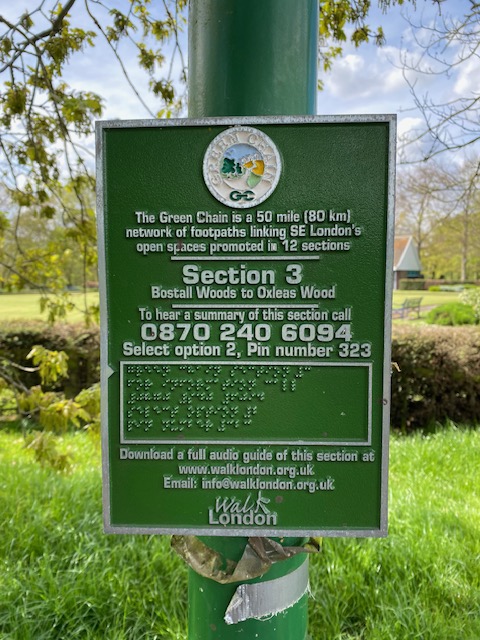 GREEN CHAIN
GC
The Green Chain is a 50 mile (80 km)
network of footpaths linking SE London's
open spaces promoted in 12 sections
Section 3
Bostall Woods to Oxleas Wood
To hear a summary of this section call
0870 240 6094
Select option 2, Pin number 323
Download a full audio guide of this section at
www.walklondon.org.uk
Email: info@walklondon.org.uk
Walk
London